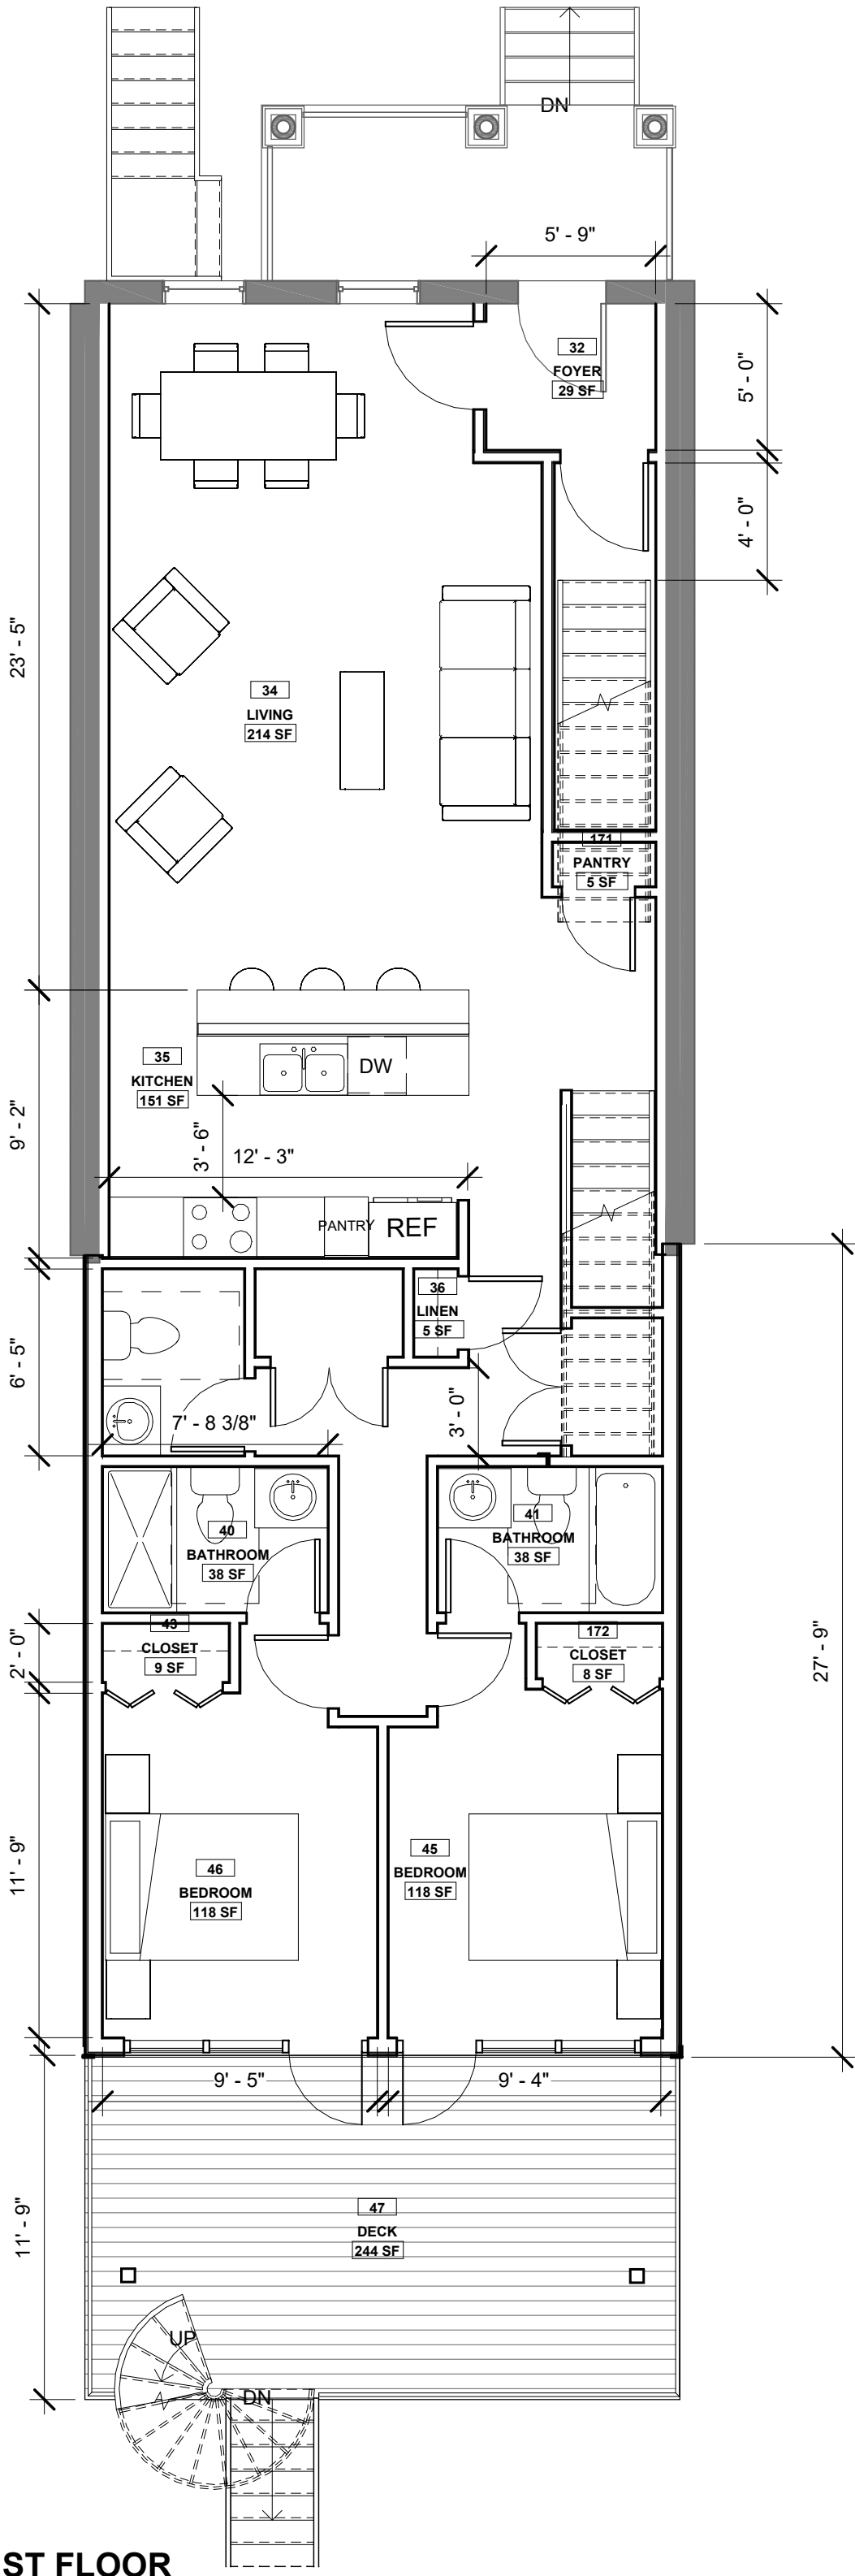 DN
5' - 9"
32
FOYER
29 SF
5' - 0"
4' - 0"
23' - 5"
34
LIVING
214 SF
171
PANTRY
5 SF
35
KITCHEN
151 SF
DW
9' - 2"
3' - 6"
12' - 3"
PANTRY
REF
36
LINEN
5 SF
6' - 5"
7' - 8 3/8"
3' - 0"
40
BATHROOM
38 SF
41
BATHROOM
38 SF
43
CLOSET
9 SF
172
CLOSET
8 SF
2' - 0"
27' - 9"
11' - 9"
46
BEDROOM
118 SF
45
BEDROOM
118 SF
9' - 5"
9' - 4"
47
DECK
244 SF
11' - 9"
UP
DN
ST FLOOR